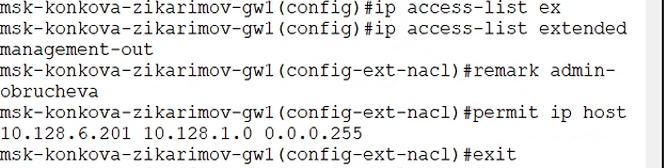 msk-konkova-zikarimov-gw1(config)#ip access-list ex
msk-konkova-zikarimov-gw1(config)#ip access-list extended
management-out
msk-konkova-zikarimov-gw1(config-ext-nacl)#remark admin-
obrucheva
msk-konkova-zikarimov-gw1(config-ext-nacl)#permit ip host
10.128.6.201 10.128.1.0 0.0.0.255
msk-konkova-zikarimov-gw1(config-ext-nacl)#exit